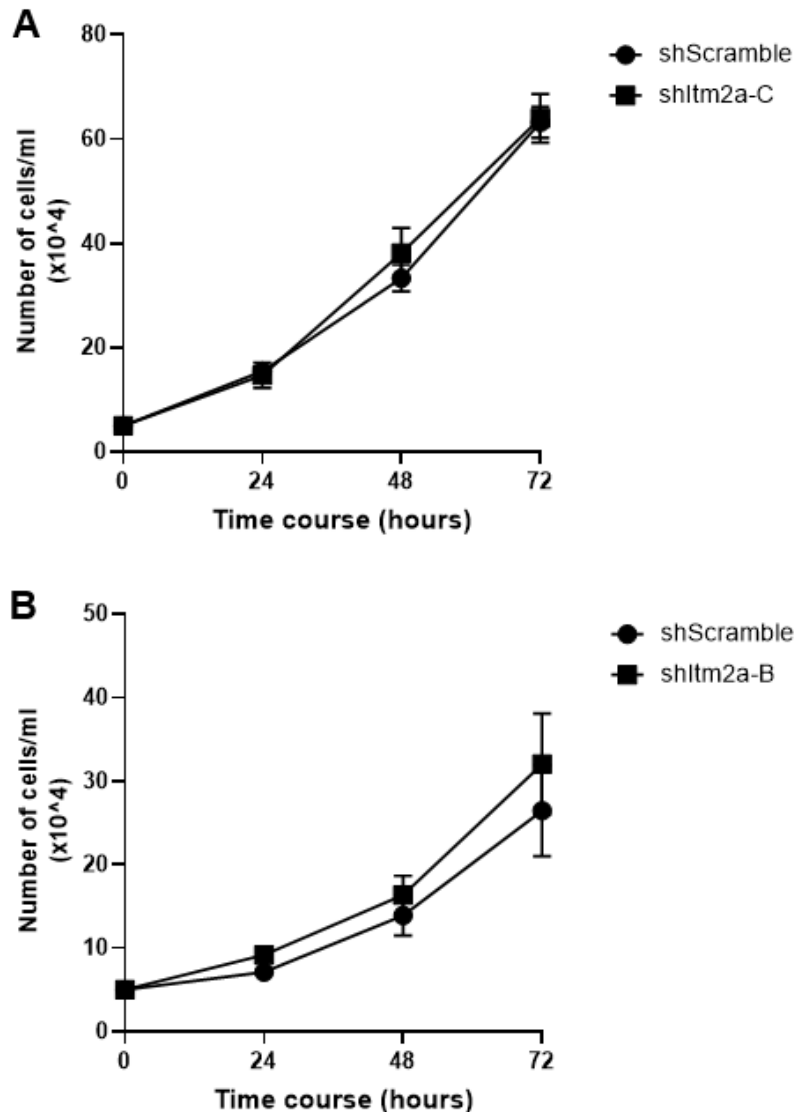 A
80
60
40
20
0
Number of cells/ml
(x10^4)
0 24 48 72
Time course (hours)
shScramble
shItm2a-C
B
50
40
30
20
10
0
Number of cells/ml
(x10^4)
0 24 48 72
Time course (hours)
shScramble
shItm2a-B